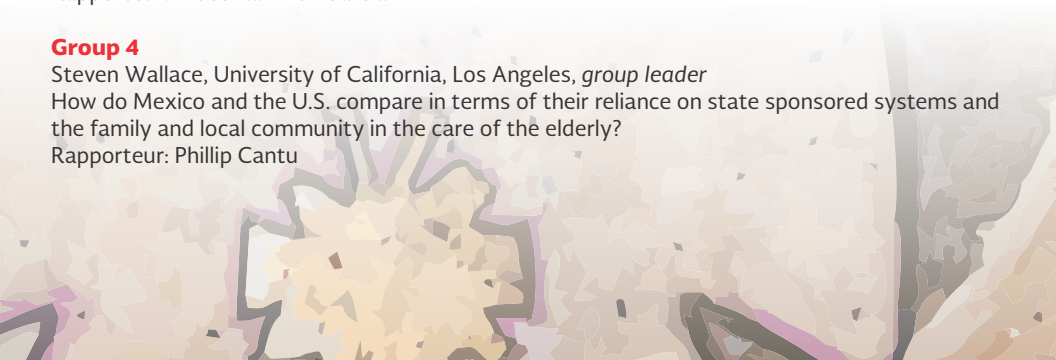 Group 4
Steven Wallace, University of California, Los Angeles, group leader
How do Mexico and the U.S. compare in terms of their reliance on state sponsored systems and
the family and local community in the care of the elderly?
Rapporteur: Phillip Cantu